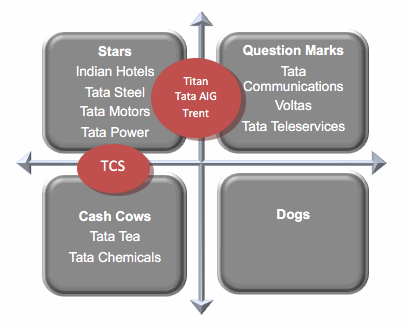 Stars
Indian Hotels
Tata Steel
Tata Motors
Tata Power
Titan
Tata AIG
Trent
Question Marks
Tata
Communications
Voltas
Tata Teleservices
TCS
Cash Cows
Tata Tea
Tata Chemicals
Dogs